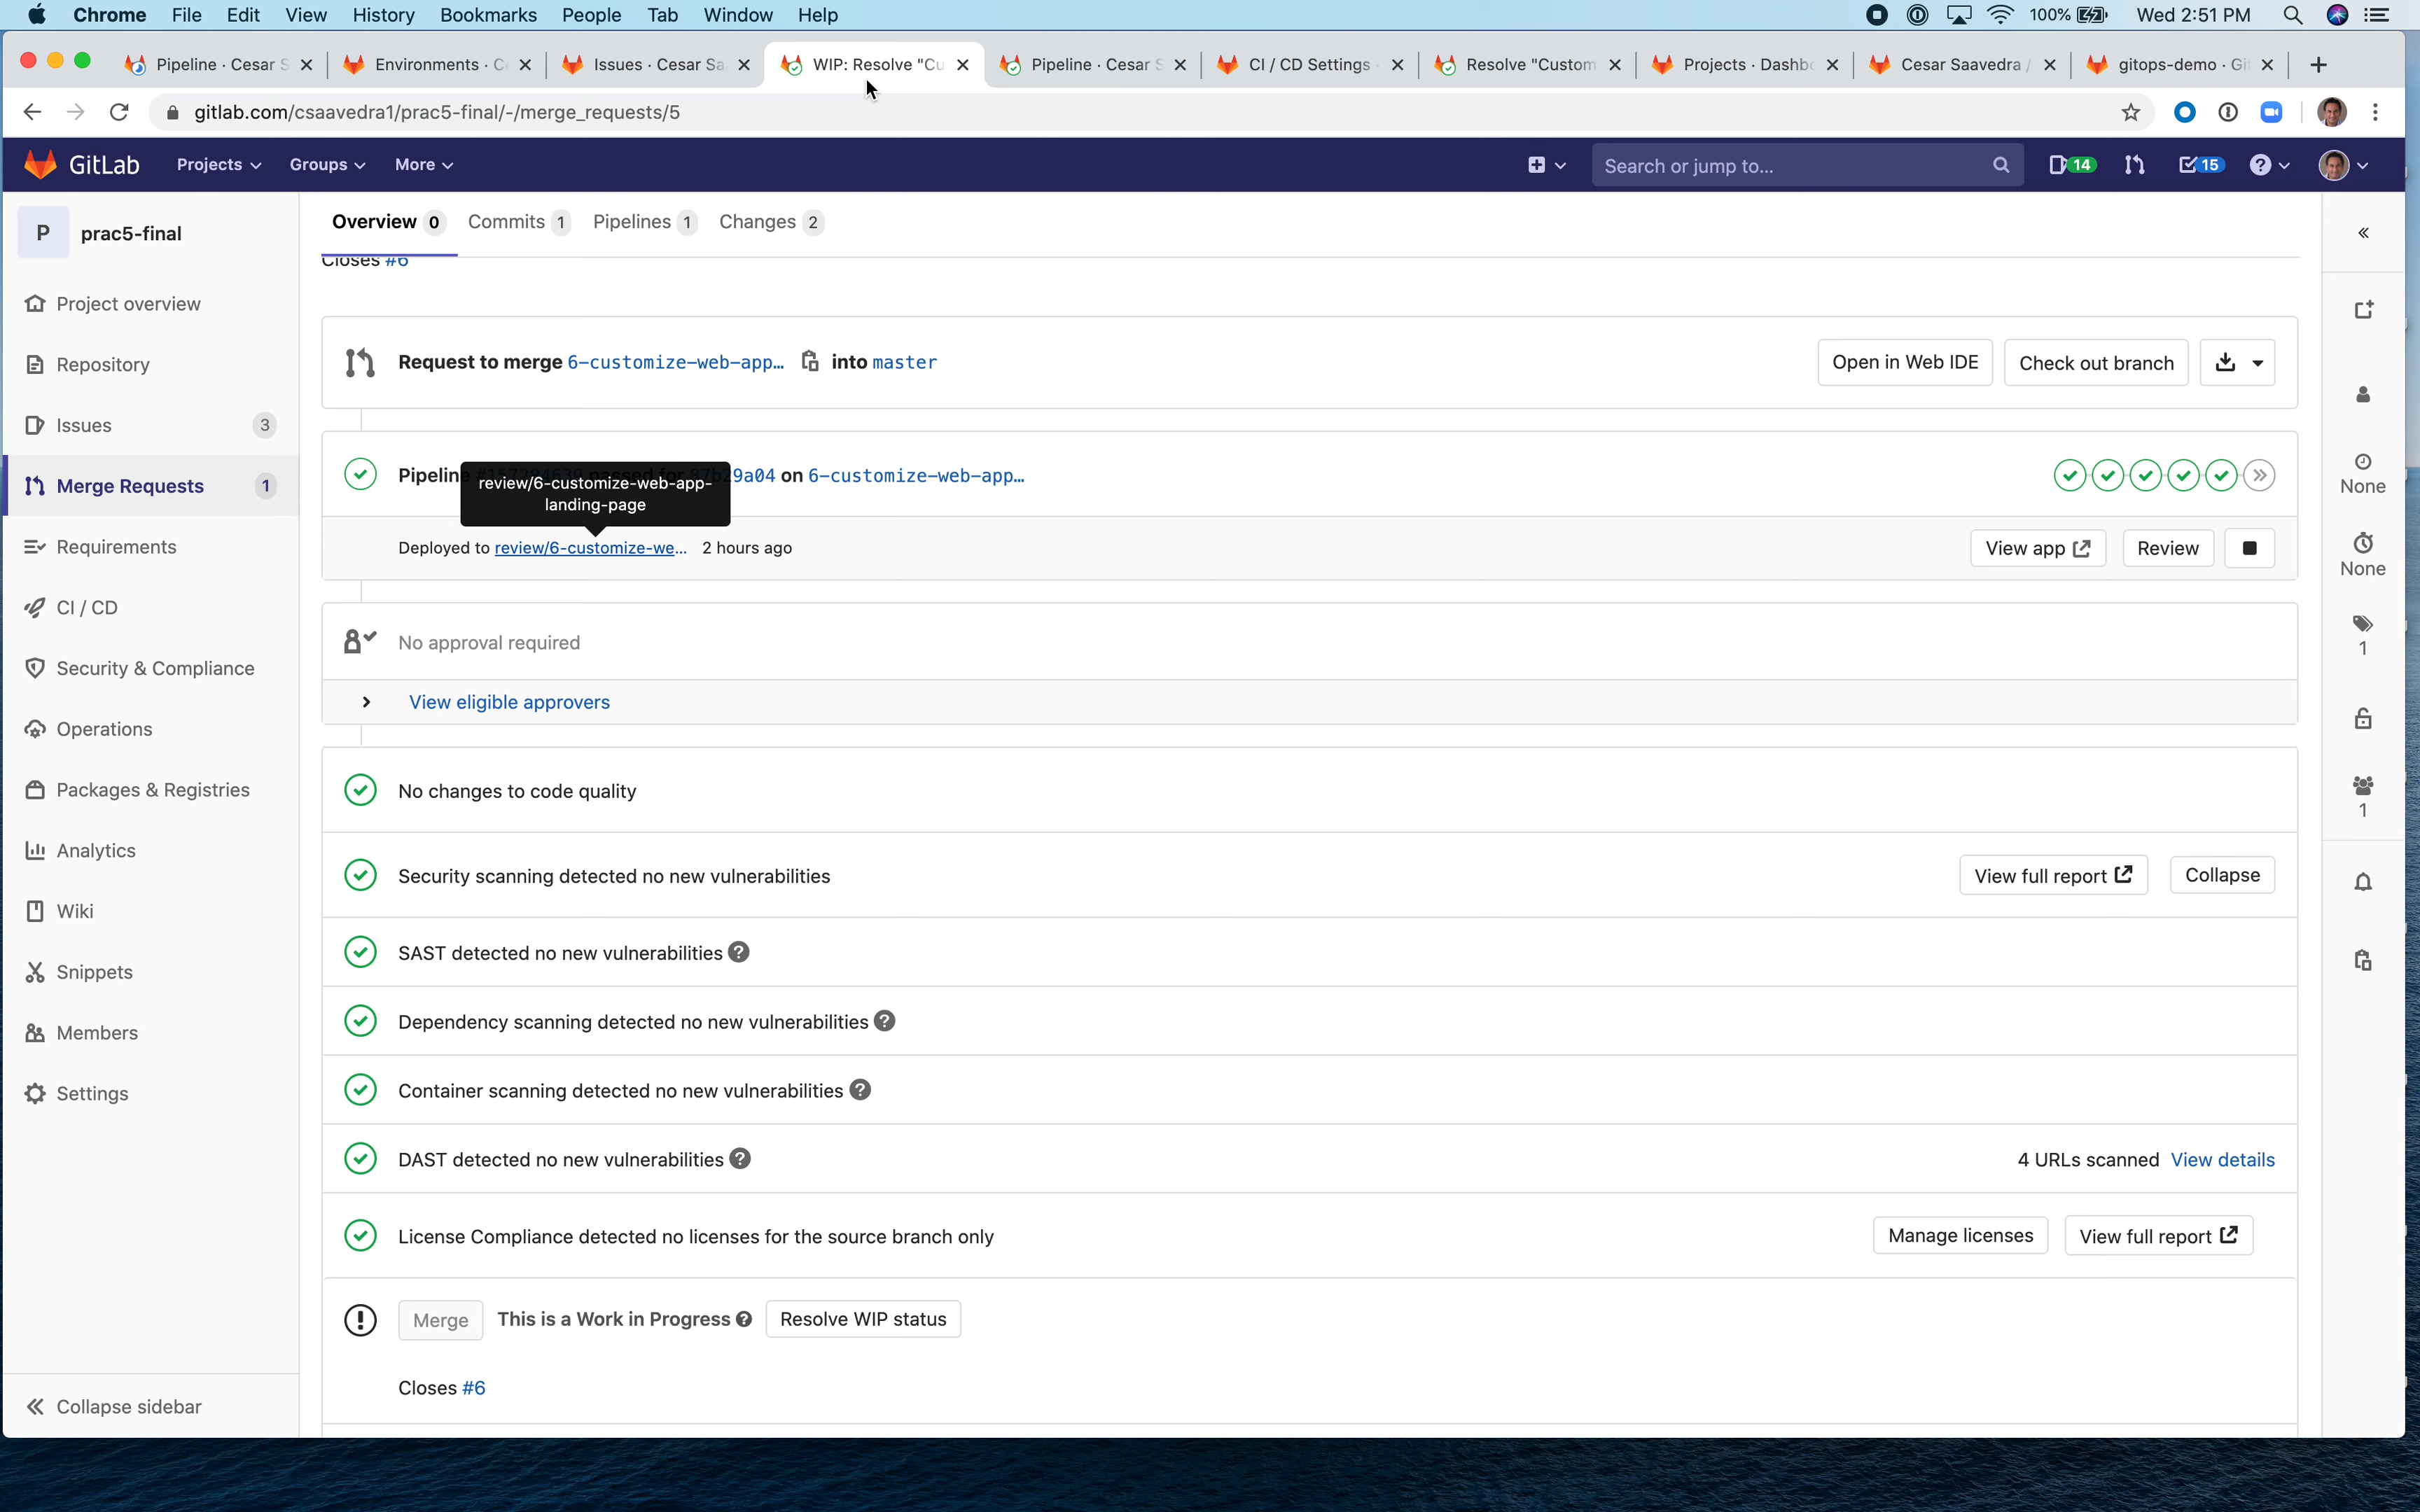 Chrome File Edit View History Bookmarks People Tab Window Help 100% Wed 2:51 PM
Pipeline · Cesar S Environments · C Issues · Cesar Sa WIP: Resolve "Cu Pipeline · Cesar S CI / CD Settings · Resolve "Custom Projects · Dashbo Cesar Saavedra / gitops-demo · Git
gitlab.com/csaavedra1/prac5-final/-/merge_requests/5
GitLab Projects Groups More Search or jump to... 14 15
P prac5-final
Project overview
Repository
Issues 3
Merge Requests 1
Requirements
CI / CD
Security & Compliance
Operations
Packages & Registries
Analytics
Wiki
Snippets
Members
Settings
Collapse sidebar
Overview 0 Commits 1 Pipelines 1 Changes 2
Closes #6
Request to merge 6-customize-web-app... into master Open in Web IDE Check out branch
Pipeline #157284639 passed for 87b29a04 on 6-customize-web-app...
review/6-customize-web-app-
landing-page
Deployed to review/6-customize-we... 2 hours ago View app Review
No approval required
View eligible approvers
No changes to code quality
Security scanning detected no new vulnerabilities View full report Collapse
SAST detected no new vulnerabilities
Dependency scanning detected no new vulnerabilities
Container scanning detected no new vulnerabilities
DAST detected no new vulnerabilities 4 URLs scanned View details
License Compliance detected no licenses for the source branch only Manage licenses View full report
Merge This is a Work in Progress Resolve WIP status
Closes #6
None
None
1
1